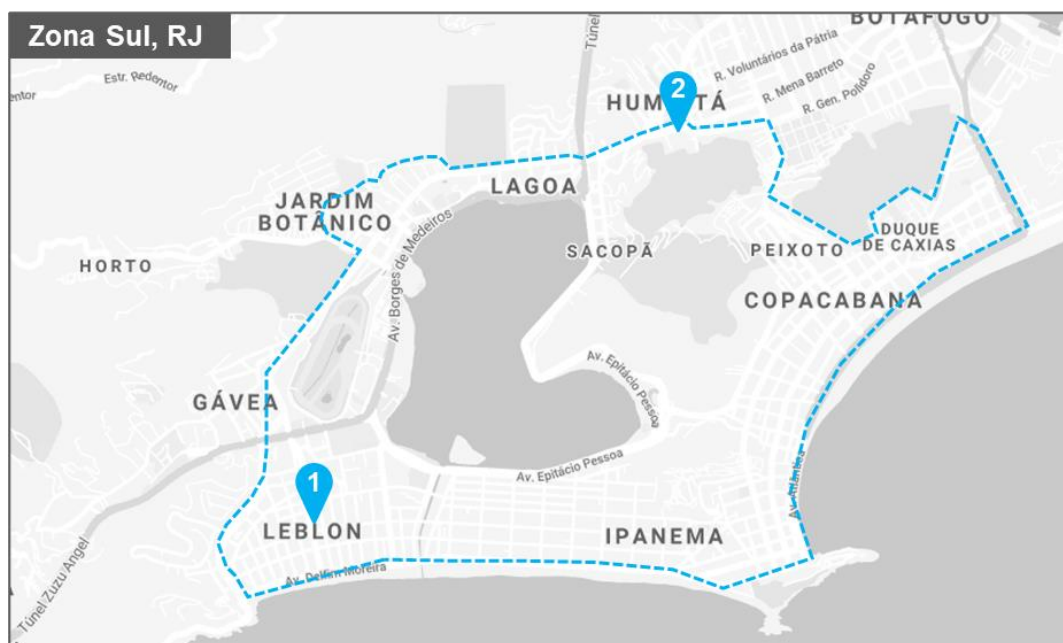 Zona Sul, RJ
BOTAFOGO
Túnel
R. Voluntários da Pátria
Estr. Redentor
R. Mena Barreto
2
HUM TÁ
R. Gen. Polidoro
LAGOA
JARDIM
BOTÂNICO
Av. Borges de Medeiros
SACOPÃ
PEIXOTO
DUQUE
DE CAXIAS
HORTO
COPACABANA
Av. Epitácio Pessoa
GÁVEA
Av. Epitácio Pessoa
Av. Atlântica
1
LEBLON
IPANEMA
Av. Delfim Moreira
Túnel Zuzu Angel